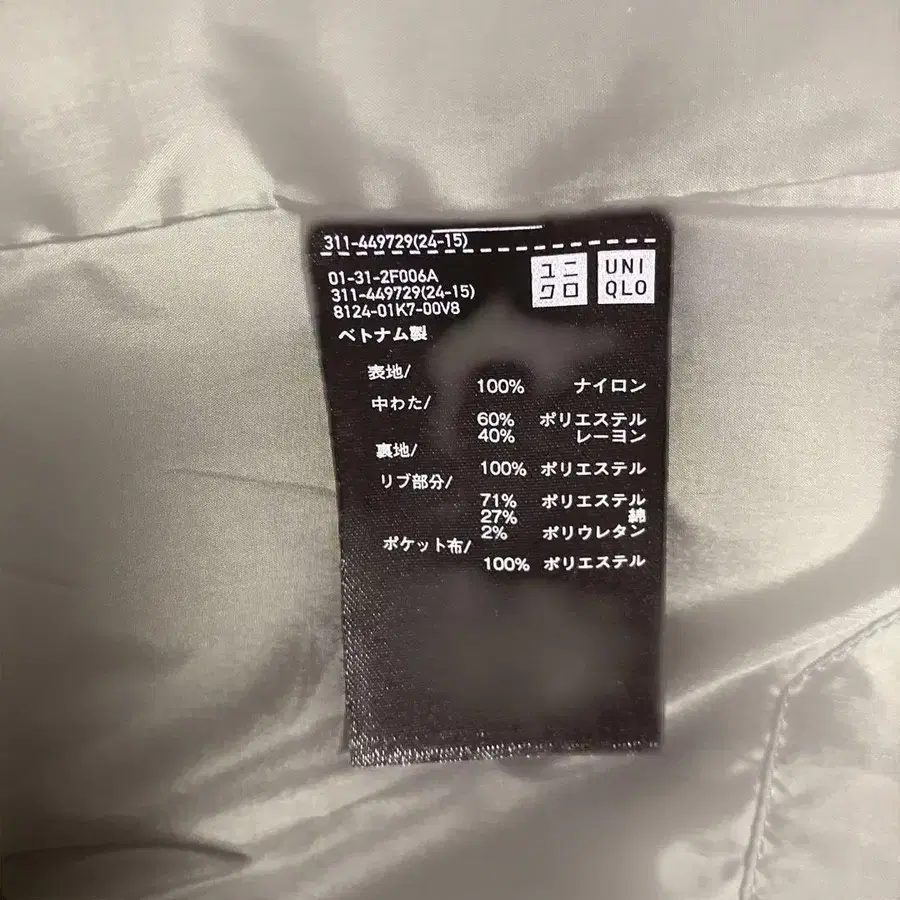 311-449729(24-15)
ユニ
クロ
UNI
QLO
01-31-2F006A
311-449729(24-15)
8124-01K7-00V8
ベトナム製
表地/
100% ナイロン
中わた/
60% ポリエステル
40% レーヨン
裏地/
100% ポリエステル
リブ部分/
71% ポリエステル
27% 綿
2% ポリウレタン
ポケット布/
100% ポリエステル